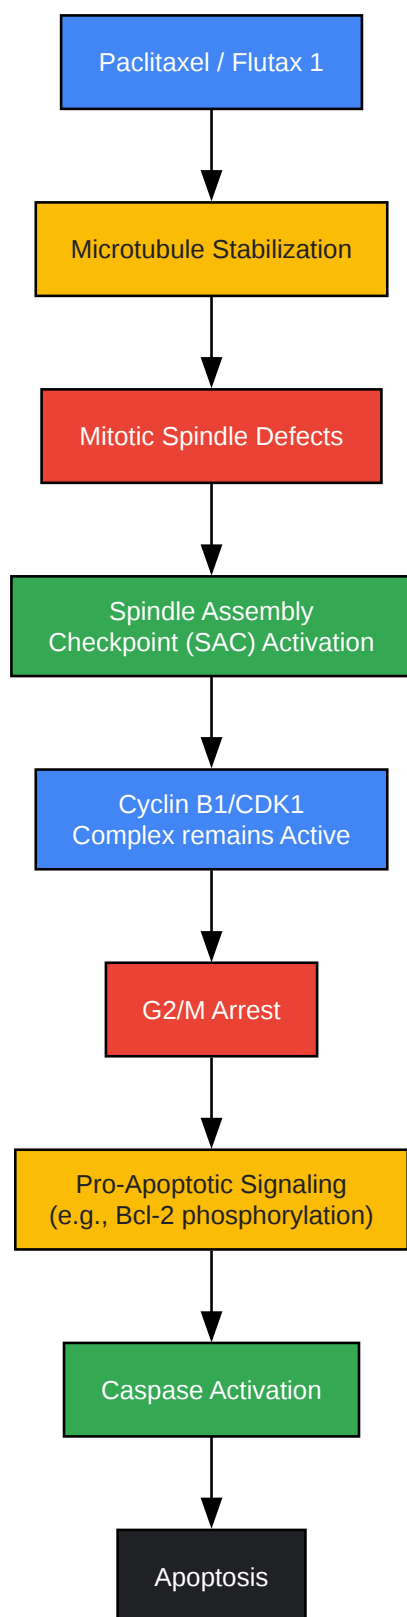 Paclitaxel / Flutax 1
Microtubule Stabilization
Mitotic Spindle Defects
Spindle Assembly
Checkpoint (SAC) Activation
Cyclin B1/CDK1
Complex remains Active
G2/M Arrest
Pro-Apoptotic Signaling
(e.g., Bcl-2 phosphorylation)
Caspase Activation
Apoptosis